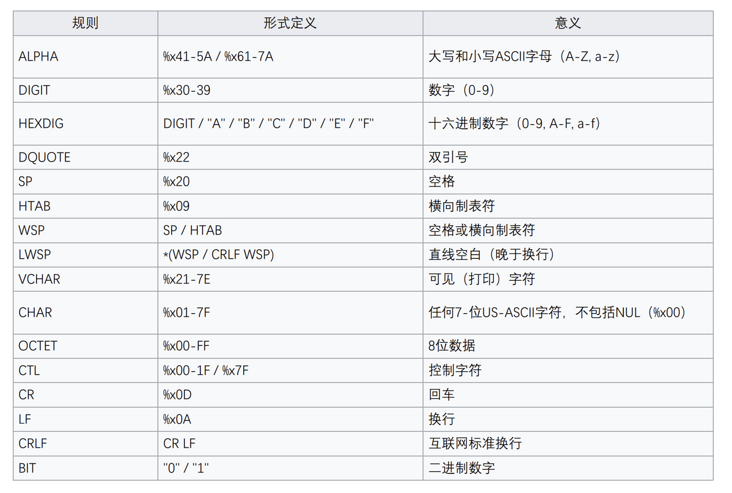 规则 形式定义 意义
ALPHA %x41-5A / %x61-7A 大写和小写ASCII字母（A-Z, a-z）
DIGIT %x30-39 数字（0-9）
HEXDIG DIGIT / "A" / "B" / "C" / "D" / "E" / "F" 十六进制数字（0-9, A-F, a-f）
DQUOTE %x22 双引号
SP %x20 空格
HTAB %x09 横向制表符
WSP SP / HTAB 空格或横向制表符
LWSP *(WSP / CRLF WSP) 直线空白（晚于换行）
VCHAR %x21-7E 可见（打印）字符
CHAR %x01-7F 任何7-位US-ASCII字符，不包括NUL（%x00）
OCTET %x00-FF 8位数据
CTL %x00-1F / %x7F 控制字符
CR %x0D 回车
LF %x0A 换行
CRLF CR LF 互联网标准换行
BIT "0" / "1" 二进制数字